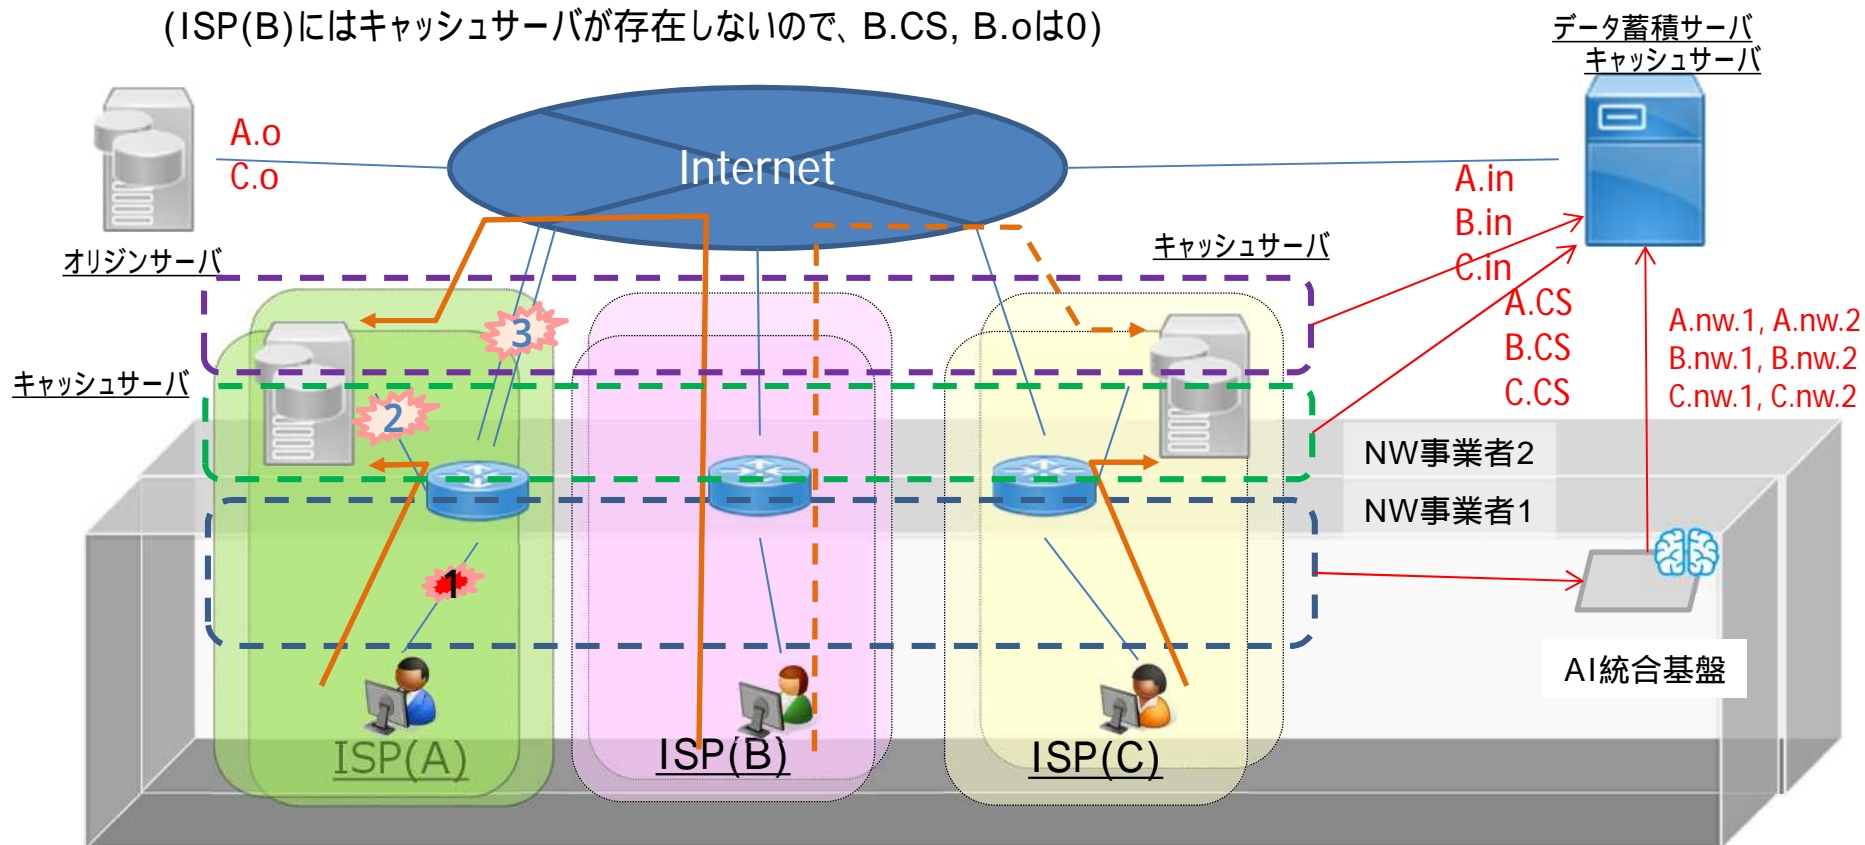 (ISP(B)にはキャッシュサーバが存在しないので、B.CS, B.oは0)
データ蓄積サーバ
キャッシュサーバ
A.o
C.o
Internet
A.in
B.in
C.in
オリジンサーバ
キャッシュサーバ
3
A.CS
B.CS
C.CS
A.nw.1, A.nw.2
B.nw.1, B.nw.2
C.nw.1, C.nw.2
キャッシュサーバ
2
NW事業者2
NW事業者1
1
AI統合基盤
ISP(A)
ISP(B)
ISP(C)